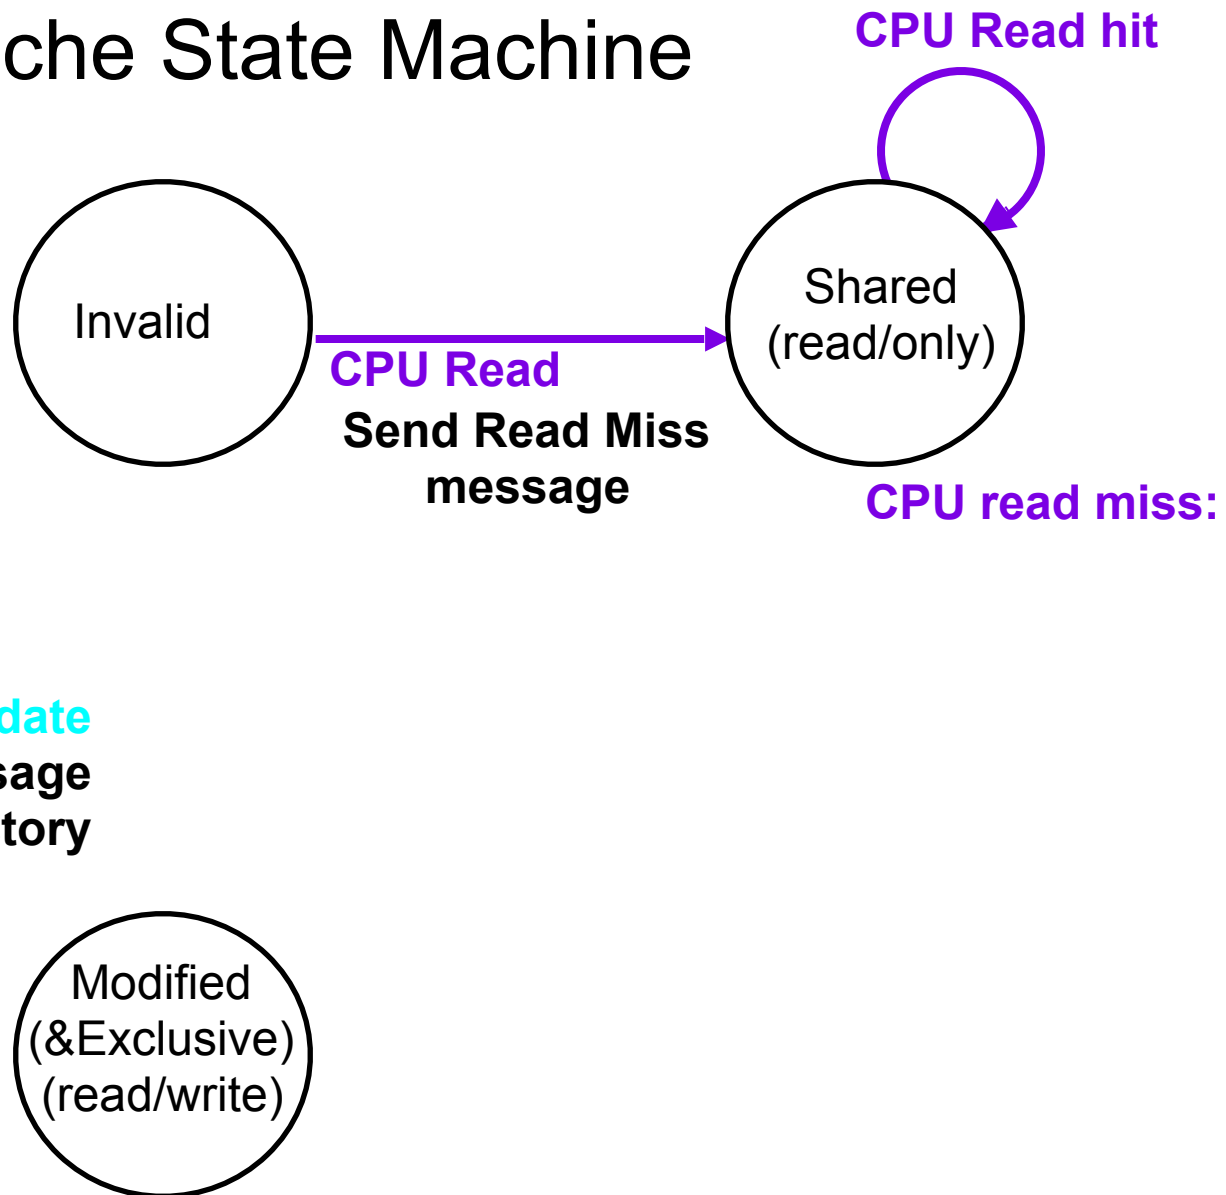 che State Machine
CPU Read hit
Invalid
Shared
(read/only)
CPU Read
Send Read Miss
message
CPU read miss:
date
sage
tory
Modified
(&Exclusive)
(read/write)